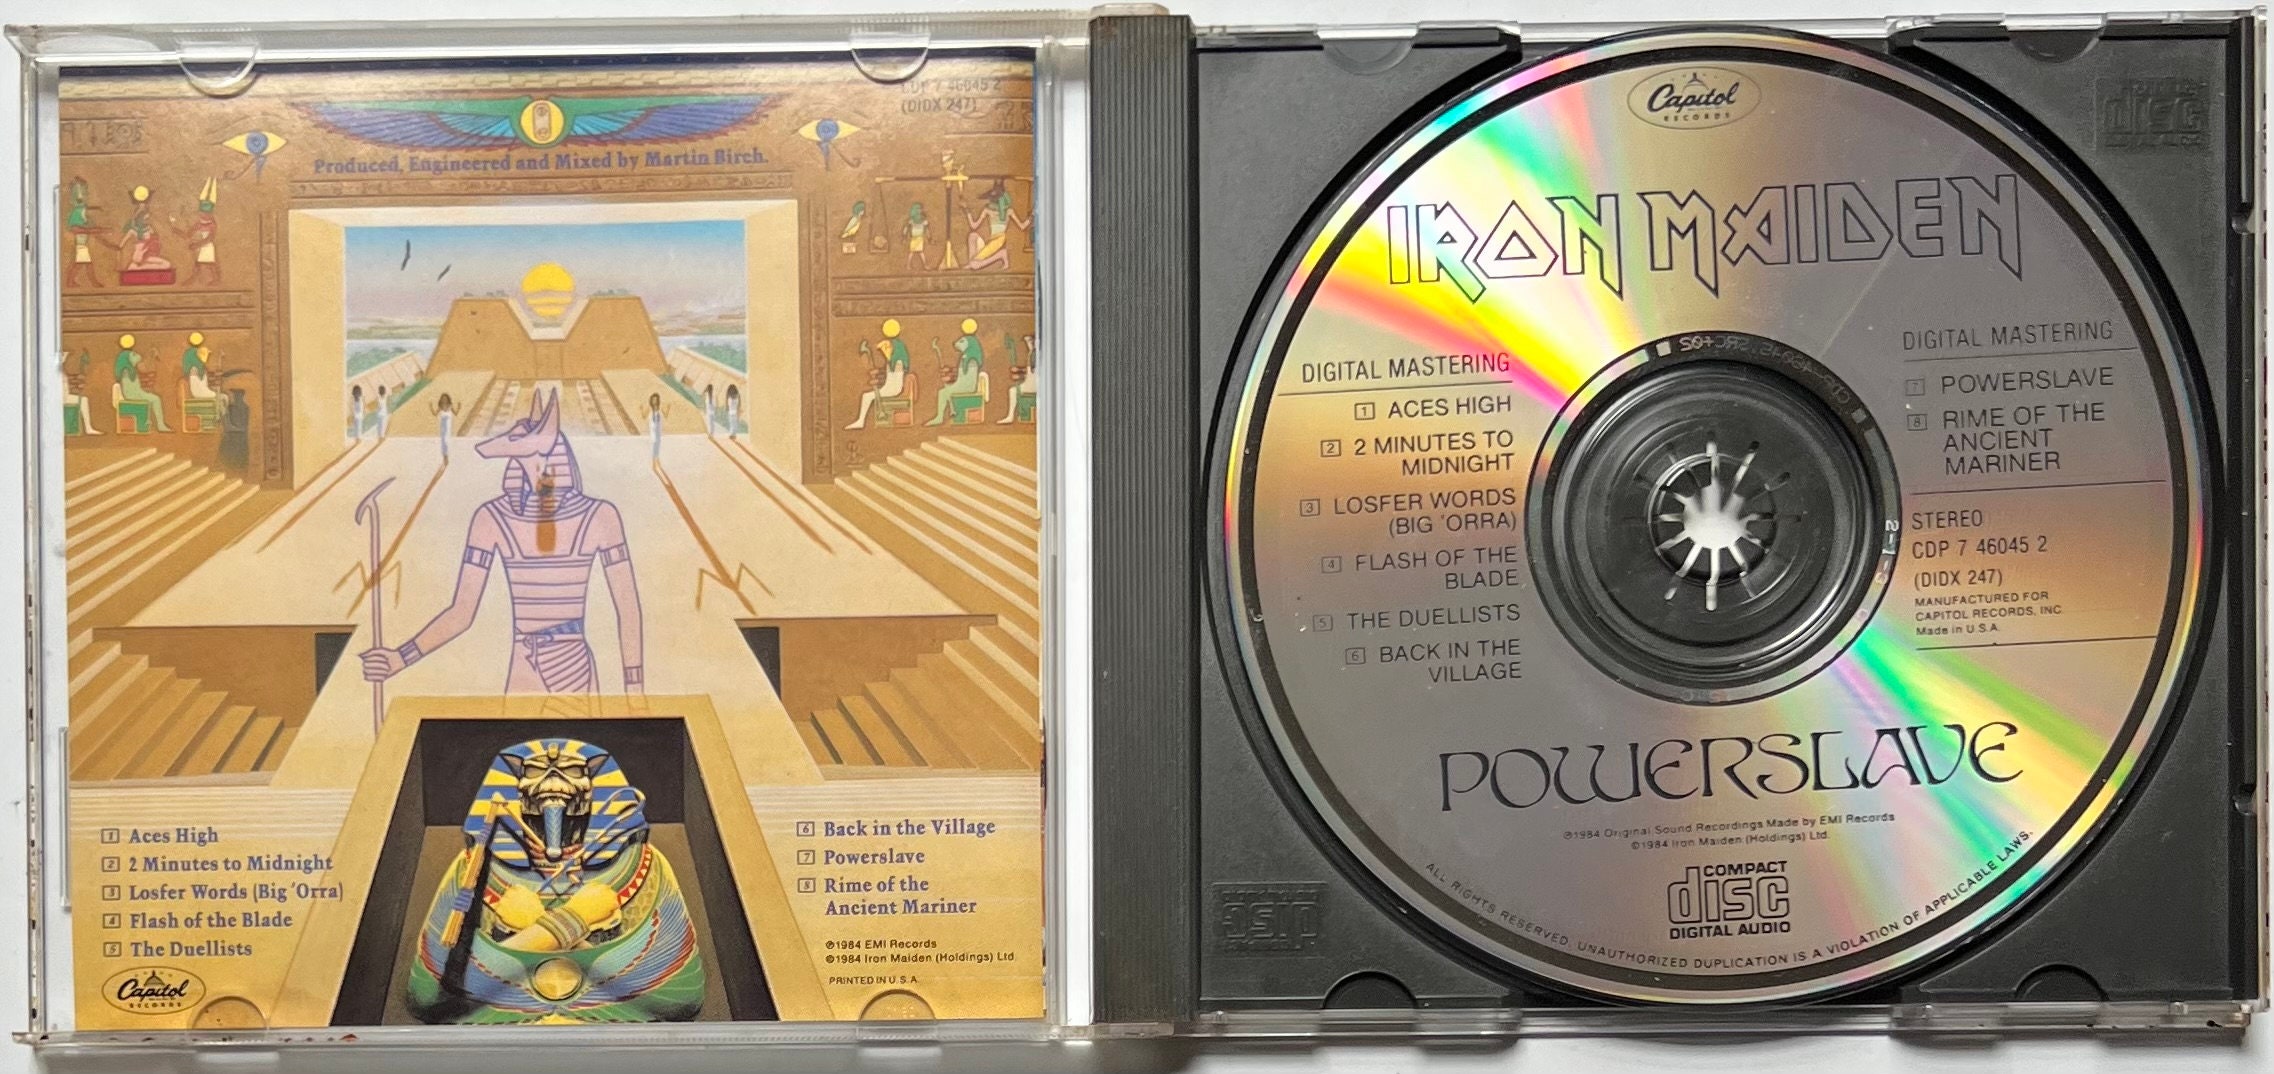 CDP 7 46045 2
(DIDX 247)
Produced, Engineered and Mixed by Martin Birch.
1 Aces High
2 2 Minutes to Midnight
3 Losfer Words (Big 'Orra)
4 Flash of the Blade
5 The Duellists
6 Back in the Village
7 Powerslave
8 Rime of the
Ancient Mariner
℗1984 EMI Records
©1984 Iron Maiden (Holdings) Ltd.
PRINTED IN U.S.A.
Capitol
RECORDS
Capitol
RECORDS
IRON MAIDEN
DIGITAL MASTERING
1 ACES HIGH
2 2 MINUTES TO
MIDNIGHT
3 LOSFER WORDS
(BIG 'ORRA)
4 FLASH OF THE
BLADE
5 THE DUELLISTS
6 BACK IN THE
VILLAGE
DIGITAL MASTERING
7 POWERSLAVE
8 RIME OF THE
ANCIENT
MARINER
STEREO
CDP 7 46045 2
(DIDX 247)
MANUFACTURED FOR
CAPITOL RECORDS, INC.
Made in U.S.A.
POWERSLAVE
℗1984 Original Sound Recordings Made by EMI Records
©1984 Iron Maiden (Holdings) Ltd.
COMPACT
disc
DIGITAL AUDIO
ALL RIGHTS RESERVED. UNAUTHORIZED DUPLICATION IS A VIOLATION OF APPLICABLE LAWS.
disc
disc